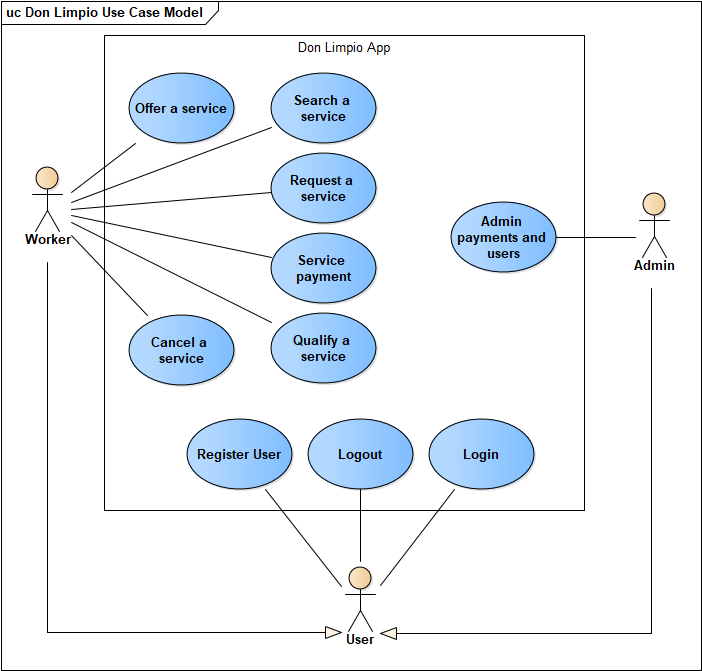 uc Don Limpio Use Case Model
Don Limpio App
Offer a service
Search a
service
Request a
service
Worker
Admin
payments and
users
Admin
Service
payment
Cancel a
service
Qualify a
service
Register User
Logout
Login
User